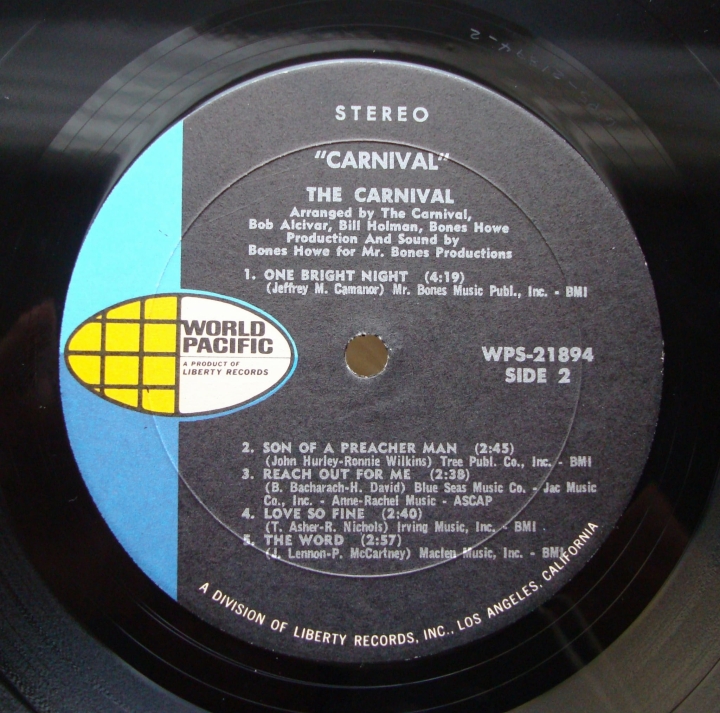 STEREO
"CARNIVAL"
THE CARNIVAL
Arranged by The Carnival,
Bob Alcivar, Bill Holman, Bones Howe
Production And Sound by
Bones Howe for Mr. Bones Productions
1. ONE BRIGHT NIGHT (4:19)
(Jeffrey M. Camanor) Mr. Bones Music Publ., Inc. - BMI
WORLD
PACIFIC
A PRODUCT OF
LIBERTY RECORDS
WPS-21894
SIDE 2
2. SON OF A PREACHER MAN (2:45)
(John Hurley-Ronnie Wilkins) Tree Publ. Co., Inc. - BMI
3. REACH OUT FOR ME (2:38)
(B. Bacharach-H. David) Blue Seas Music Co. - Jac Music
Co., Inc. - Anne-Rachel Music - ASCAP
4. LOVE SO FINE (2:40)
(T. Asher-R. Nichols) Irving Music, Inc. - BMI
5. THE WORD (2:57)
(J. Lennon-P. McCartney) Maclen Music, Inc. - BMI
A DIVISION OF LIBERTY RECORDS, INC., LOS ANGELES, CALIFORNIA